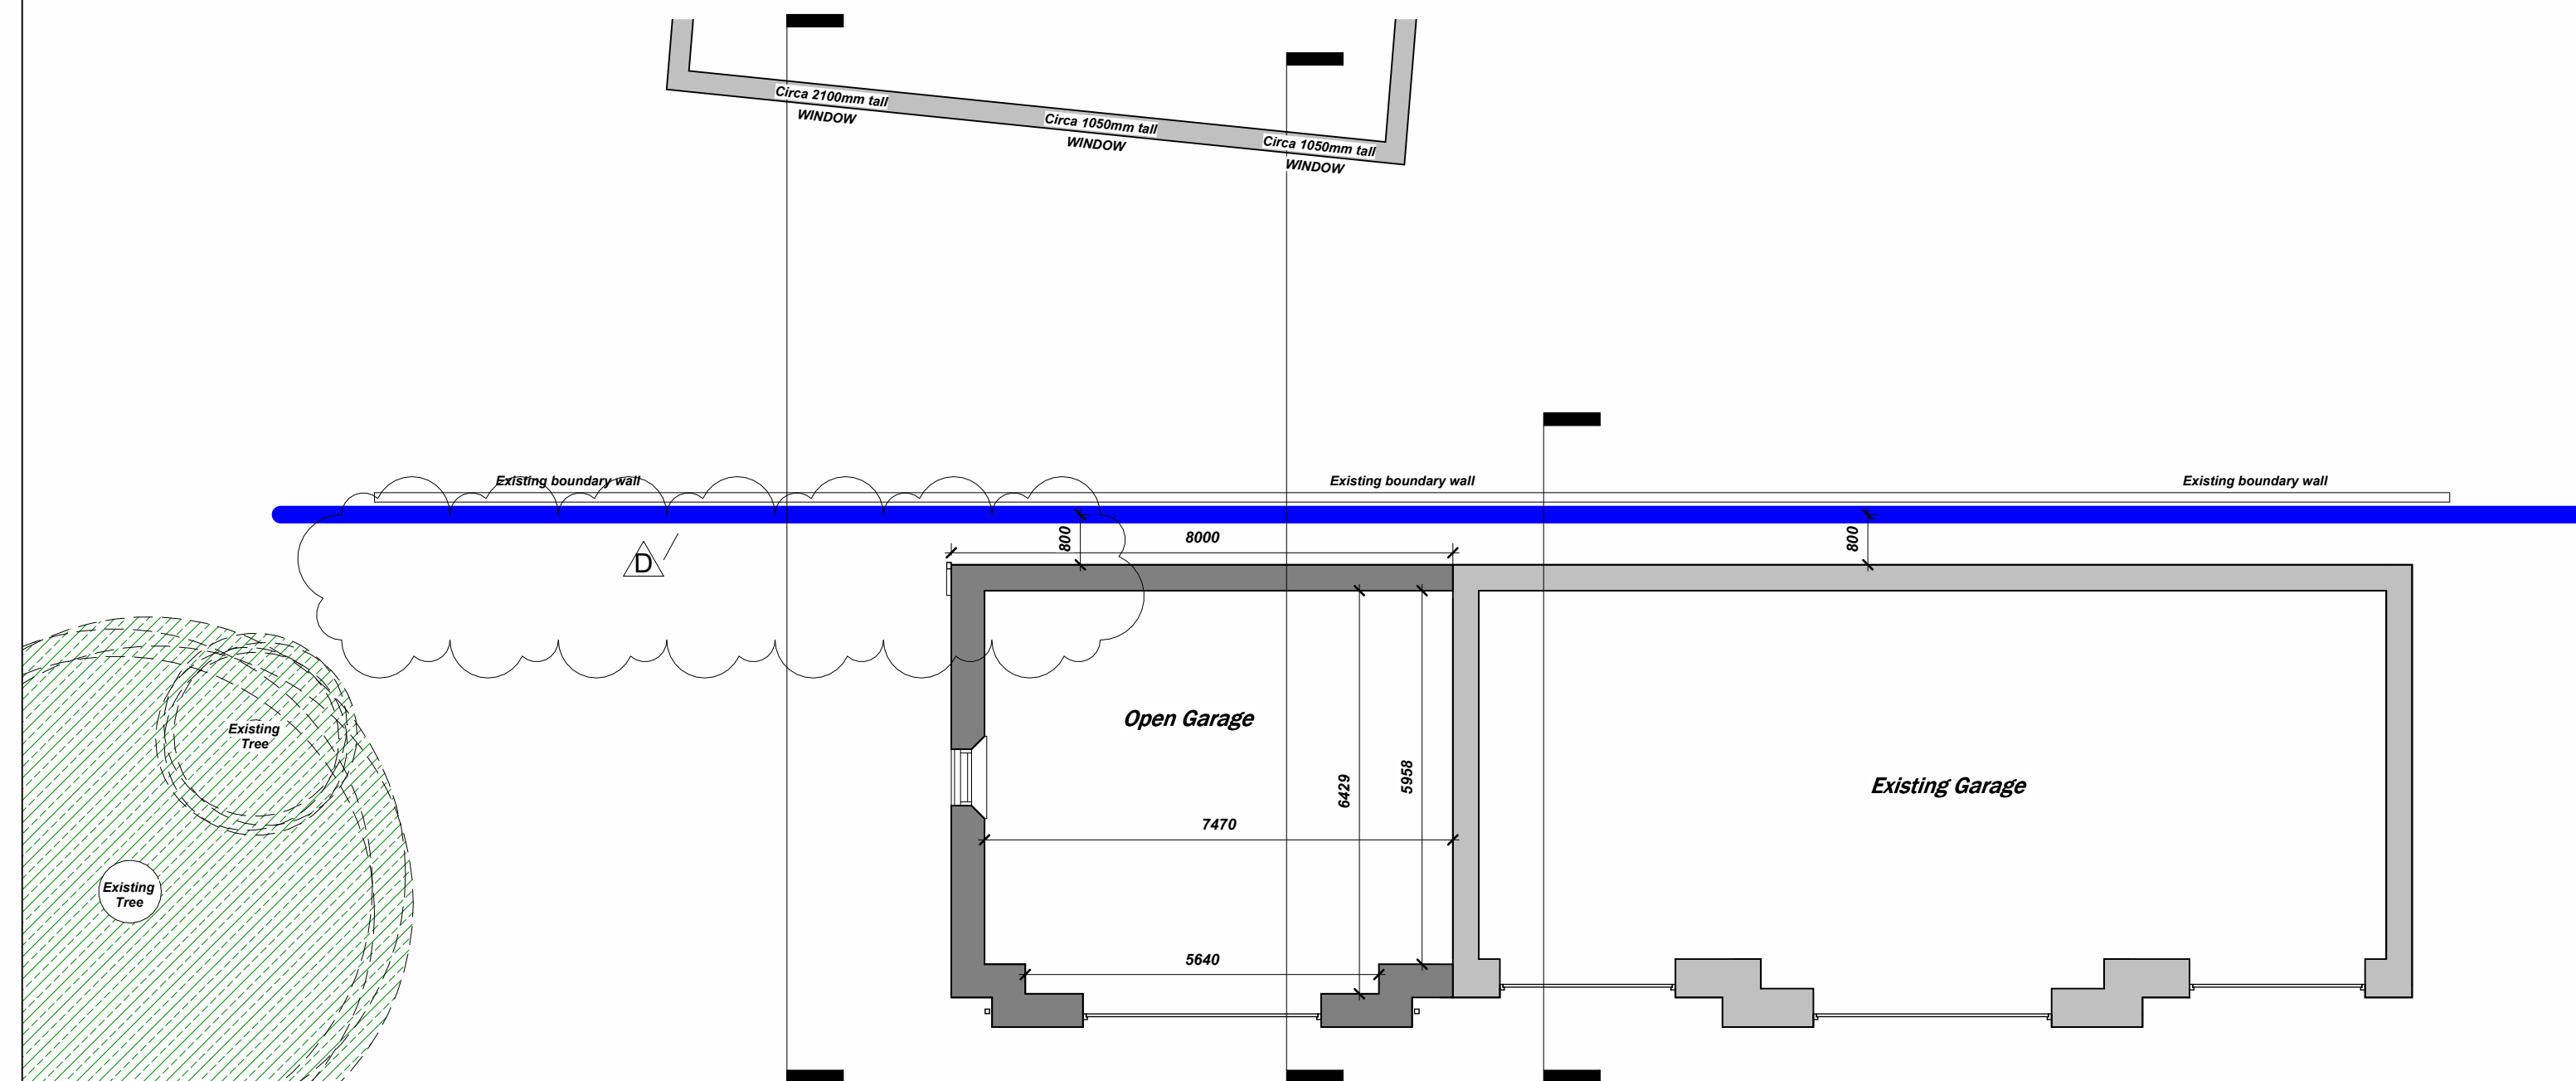 Circa 2100mm tall
WINDOW
Circa 1050mm tall
WINDOW
Circa 1050mm tall
WINDOW
Existing boundary wall
Existing boundary wall
Existing boundary wall
800
8000
800
D
Open Garage
Existing
Tree
6429
5958
Existing Garage
7470
Existing
Tree
5640